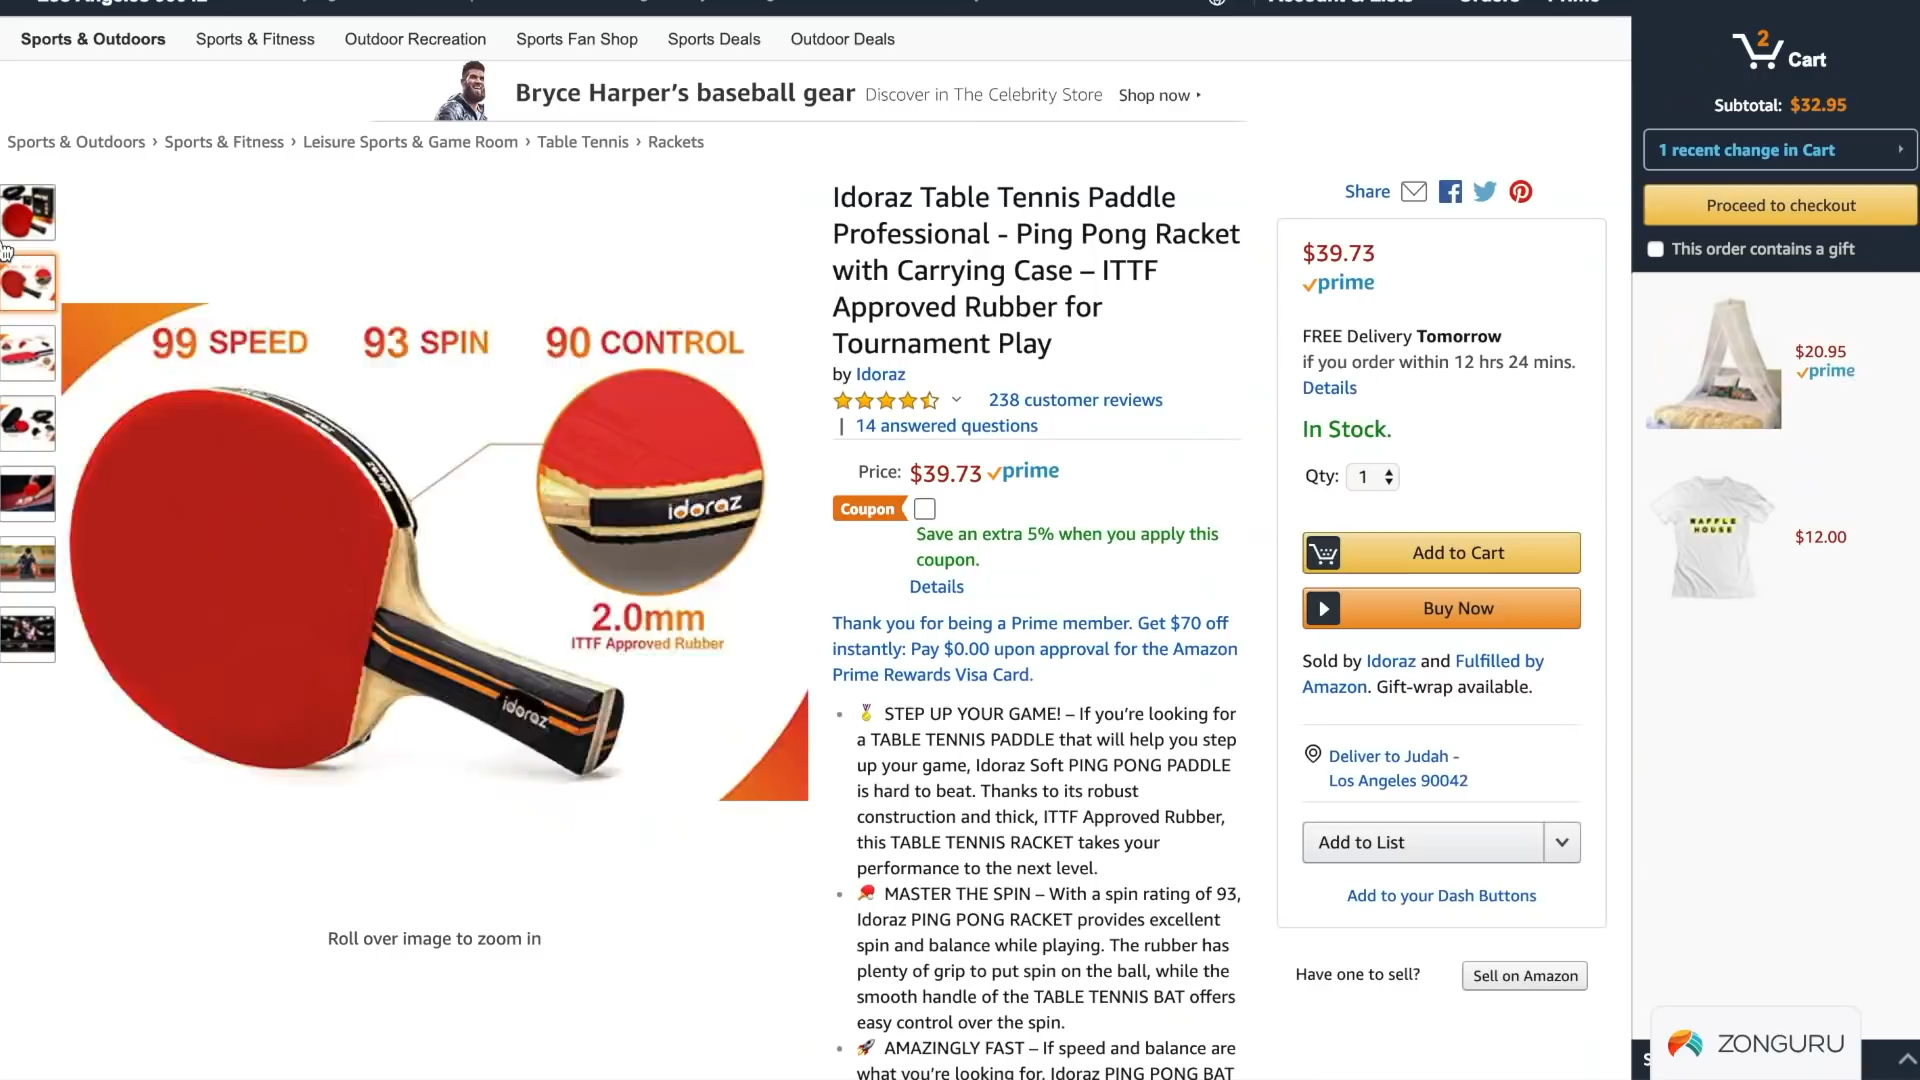 Sports & Outdoors
Sports & Fitness
Outdoor Recreation
Sports Fan Shop
Sports Deals
Outdoor Deals
Bryce Harper's baseball gear Discover in The Celebrity Store Shop now
Sports & Outdoors › Sports & Fitness › Leisure Sports & Game Room › Table Tennis › Rackets
99 SPEED
93 SPIN
90 CONTROL
idoraz
2.0mm
ITTF Approved Rubber
idoraz
Roll over image to zoom in
Idoraz Table Tennis Paddle
Professional - Ping Pong Racket
with Carrying Case – ITTF
Approved Rubber for
Tournament Play
by Idoraz
238 customer reviews
| 14 answered questions
Price: $39.73 prime
Coupon
Save an extra 5% when you apply this
coupon.
Details
Thank you for being a Prime member. Get $70 off
instantly: Pay $0.00 upon approval for the Amazon
Prime Rewards Visa Card.
STEP UP YOUR GAME! – If you're looking for
a TABLE TENNIS PADDLE that will help you step
up your game, Idoraz Soft PING PONG PADDLE
is hard to beat. Thanks to its robust
construction and thick, ITTF Approved Rubber,
this TABLE TENNIS RACKET takes your
performance to the next level.
MASTER THE SPIN – With a spin rating of 93,
Idoraz PING PONG RACKET provides excellent
spin and balance while playing. The rubber has
plenty of grip to put spin on the ball, while the
smooth handle of the TABLE TENNIS BAT offers
easy control over the spin.
AMAZINGLY FAST – If speed and balance are
what you're looking for, Idoraz PING PONG BAT
Share
$39.73
prime
FREE Delivery Tomorrow
if you order within 12 hrs 24 mins.
Details
In Stock.
Qty: 1
Add to Cart
Buy Now
Sold by Idoraz and Fulfilled by
Amazon. Gift-wrap available.
Deliver to Judah -
Los Angeles 90042
Add to List
Add to your Dash Buttons
Have one to sell?
Sell on Amazon
2
Cart
Subtotal: $32.95
1 recent change in Cart
Proceed to checkout
This order contains a gift
$20.95
prime
WAFFLE
HOUSE
$12.00
ZONGURU